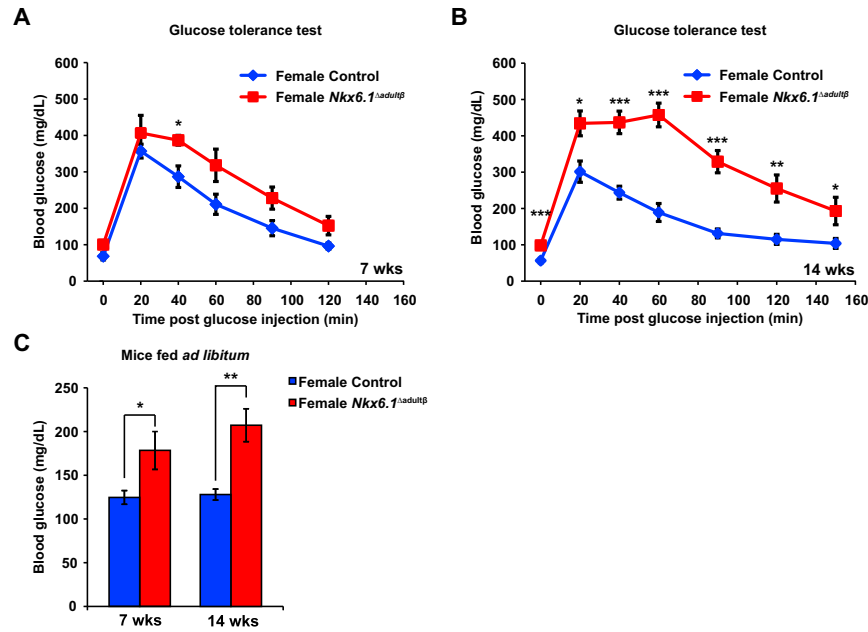 A
Glucose tolerance test
Blood glucose (mg/dL)
600
500
400
300
200
100
0
Female Control
Female Nkx6.1Δadultβ
*
7 wks
0 20 40 60 80 100 120 140 160
Time post glucose injection (min)
B
Glucose tolerance test
Blood glucose (mg/dL)
600
500
400
300
200
100
0
Female Control
Female Nkx6.1Δadultβ
***
*
***
***
***
**
*
14 wks
0 20 40 60 80 100 120 140 160
Time post glucose injection (min)
C
Mice fed ad libitum
Blood glucose (mg/dL)
250
200
150
100
50
0
Female Control
Female Nkx6.1Δadultβ
*
**
7 wks 14 wks